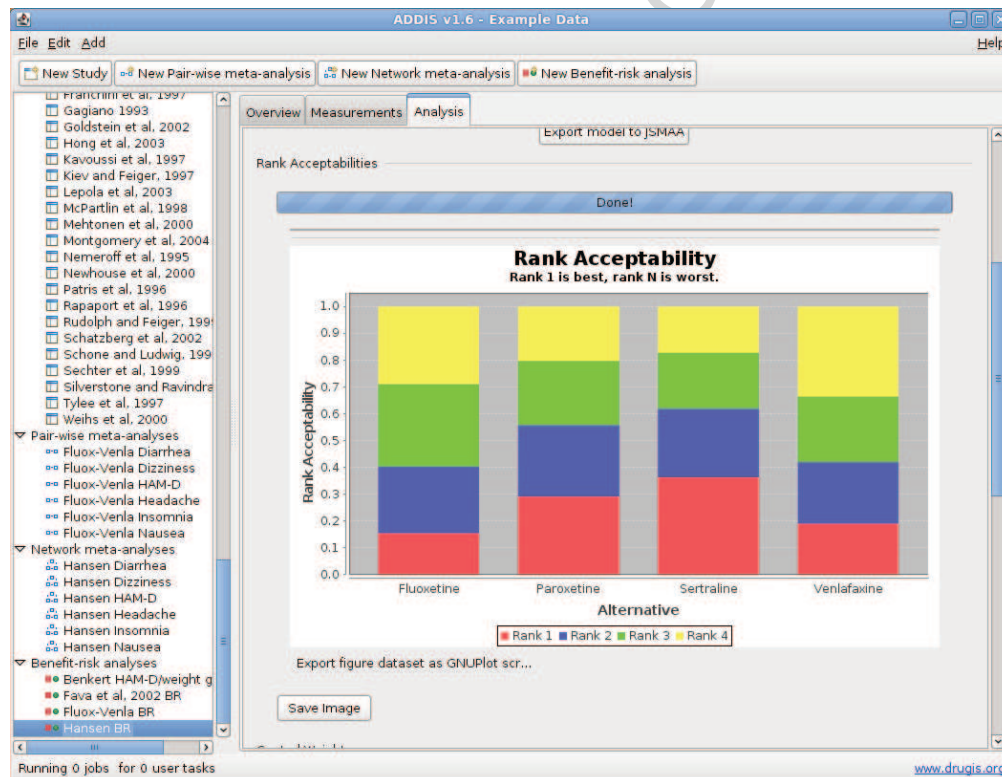 ADDIS v1.6 - Example Data
File Edit Add Help
New Study New Pair-wise meta-analysis New Network meta-analysis New Benefit-risk analysis
Franchini et al, 1997
Gagiano 1993
Goldstein et al, 2002
Hong et al, 2003
Kavoussi et al, 1997
Kiev and Feiger, 1997
Lepola et al, 2003
McPartlin et al, 1998
Mehtonen et al, 2000
Montgomery et al, 2004
Nemeroff et al, 1995
Newhouse et al, 2000
Patris et al, 1996
Rapaport et al, 1996
Rudolph and Feiger, 199
Schatzberg et al, 2002
Schone and Ludwig, 199
Sechter et al, 1999
Silverstone and Ravindra
Tylee et al, 1997
Weihs et al, 2000
Pair-wise meta-analyses
Fluox-Venla Diarrhea
Fluox-Venla Dizziness
Fluox-Venla HAM-D
Fluox-Venla Headache
Fluox-Venla Insomnia
Fluox-Venla Nausea
Network meta-analyses
Hansen Diarrhea
Hansen Dizziness
Hansen HAM-D
Hansen Headache
Hansen Insomnia
Hansen Nausea
Benefit-risk analyses
Benkert HAM-D/weight g
Fava et al, 2002 BR
Fluox-Venla BR
Hansen BR
Overview Measurements Analysis
Export model to JSMAA
Rank Acceptabilities
Done!
Rank Acceptability
Rank 1 is best, rank N is worst.
Rank Acceptability
1.0
0.9
0.8
0.7
0.6
0.5
0.4
0.3
0.2
0.1
0.0
Fluoxetine Paroxetine Sertraline Venlafaxine
Alternative
Rank 1 Rank 2 Rank 3 Rank 4
Export figure dataset as GNUPlot scr...
Save Image
Running 0 jobs for 0 user tasks
www.drugis.org